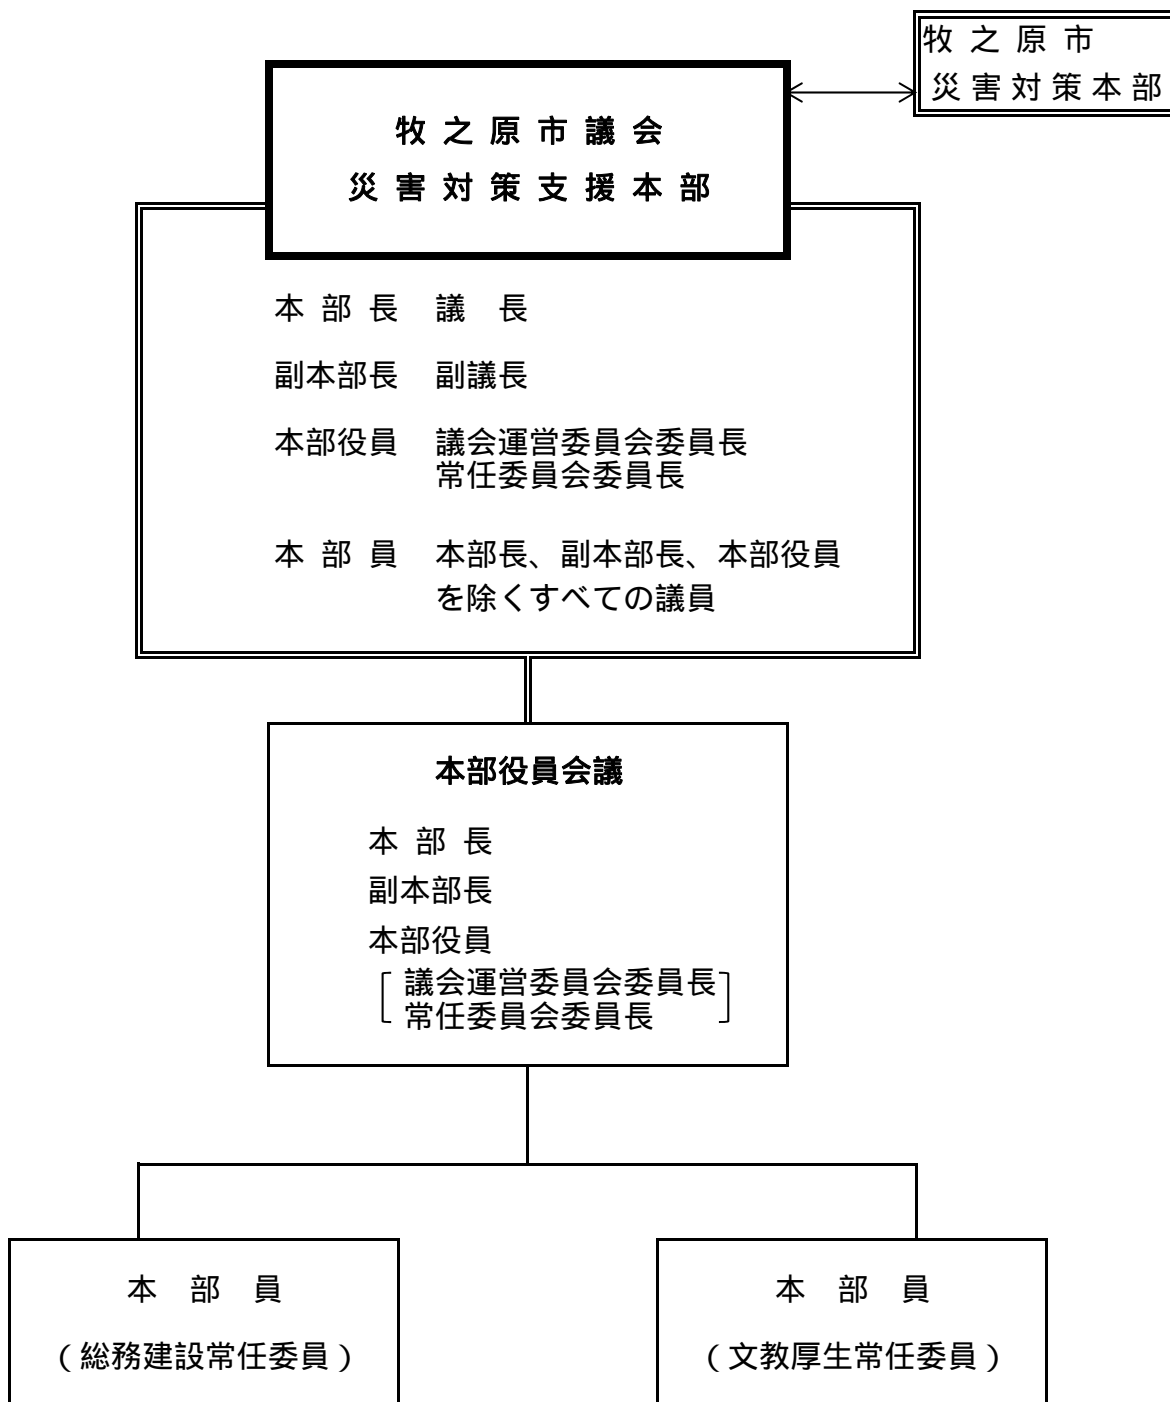 牧之原市
災害対策本部
牧之原市議会
災害対策支援本部
本部長 議長
副本部長 副議長
本部役員 議会運営委員会委員長
常任委員会委員長
本部員 本部長、副本部長、本部役員
を除くすべての議員
本部役員会議
本部長
副本部長
本部役員
議会運営委員会委員長
常任委員会委員長
本部員
（総務建設常任委員）
本部員
（文教厚生常任委員）